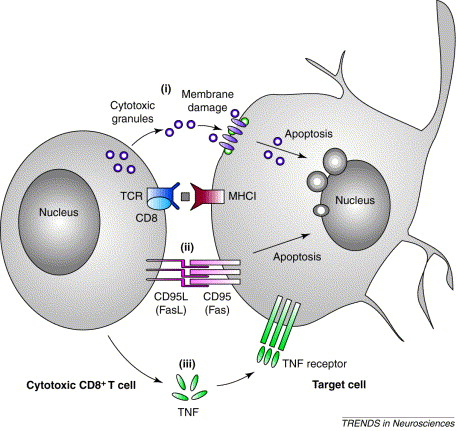 (i)
Membrane
damage
Cytotoxic
granules
Apoptosis
TCR
MHCI
CD8
Nucleus
Nucleus
(ii)
Apoptosis
CD95L
(FasL)
CD95
(Fas)
TNF receptor
(iii)
Cytotoxic CD8+ T cell
Target cell
TNF
TRENDS in Neurosciences